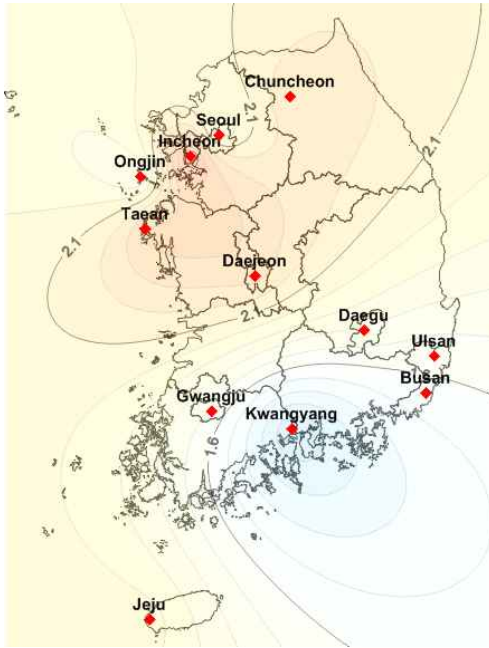 Chuncheon
2.1
Seoul
Incheon
2.1
Ongjin
Taean
2.1
Daejeon
2.1
Daegu
Ulsan
Busan
Gwangju
Kwangyang
1.6
Jeju